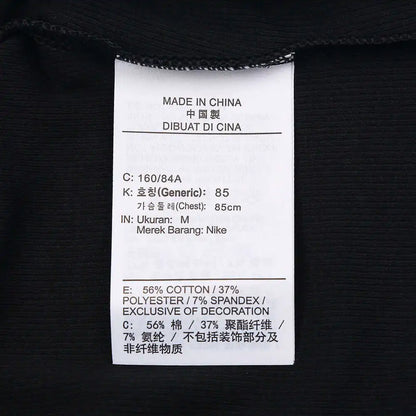 MADE IN CHINA
中国製
DIBUAT DI CINA
C: 160/84A
K: 호칭(Generic): 85
가슴둘레(Chest): 85cm
IN: Ukuran: M
Merek Barang: Nike
E: 56% COTTON / 37%
POLYESTER / 7% SPANDEX /
EXCLUSIVE OF DECORATION
C: 56% 棉 / 37% 聚酯纤维 /
7% 氨纶 / 不包括装饰部分及
非纤维物质